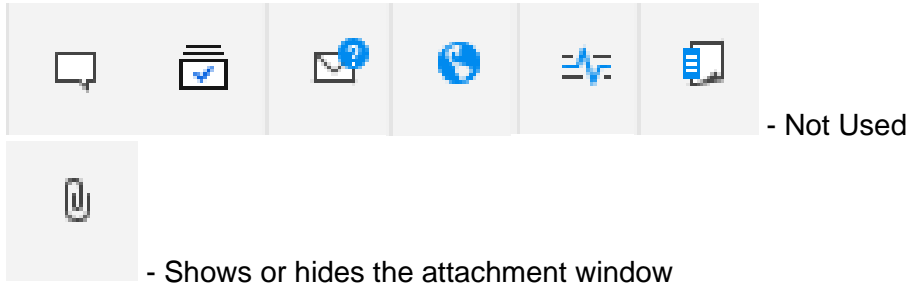 - Not Used
- Shows or hides the attachment window